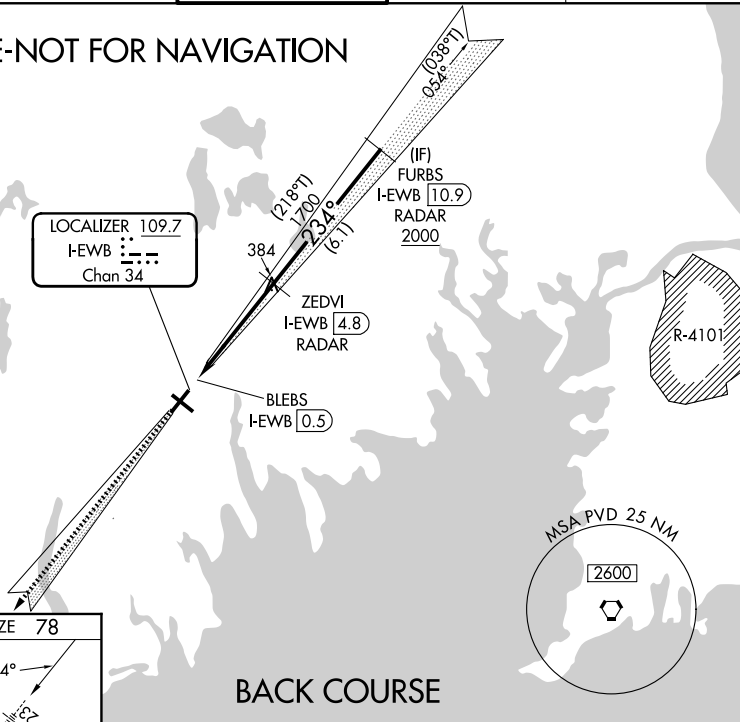 E-NOT FOR NAVIGATION
(038°T)
054°
(IF)
FURBS
I-EWB 10.9
RADAR
2000
(218°T)
1700
234°
(6.1)
LOCALIZER 109.7
I-EWB
Chan 34
384
ZEDVI
I-EWB 4.8
RADAR
R-4101
BLEBS
I-EWB 0.5
MSA PVD 25 NM
2600
ZE 78
4°
23
BACK COURSE